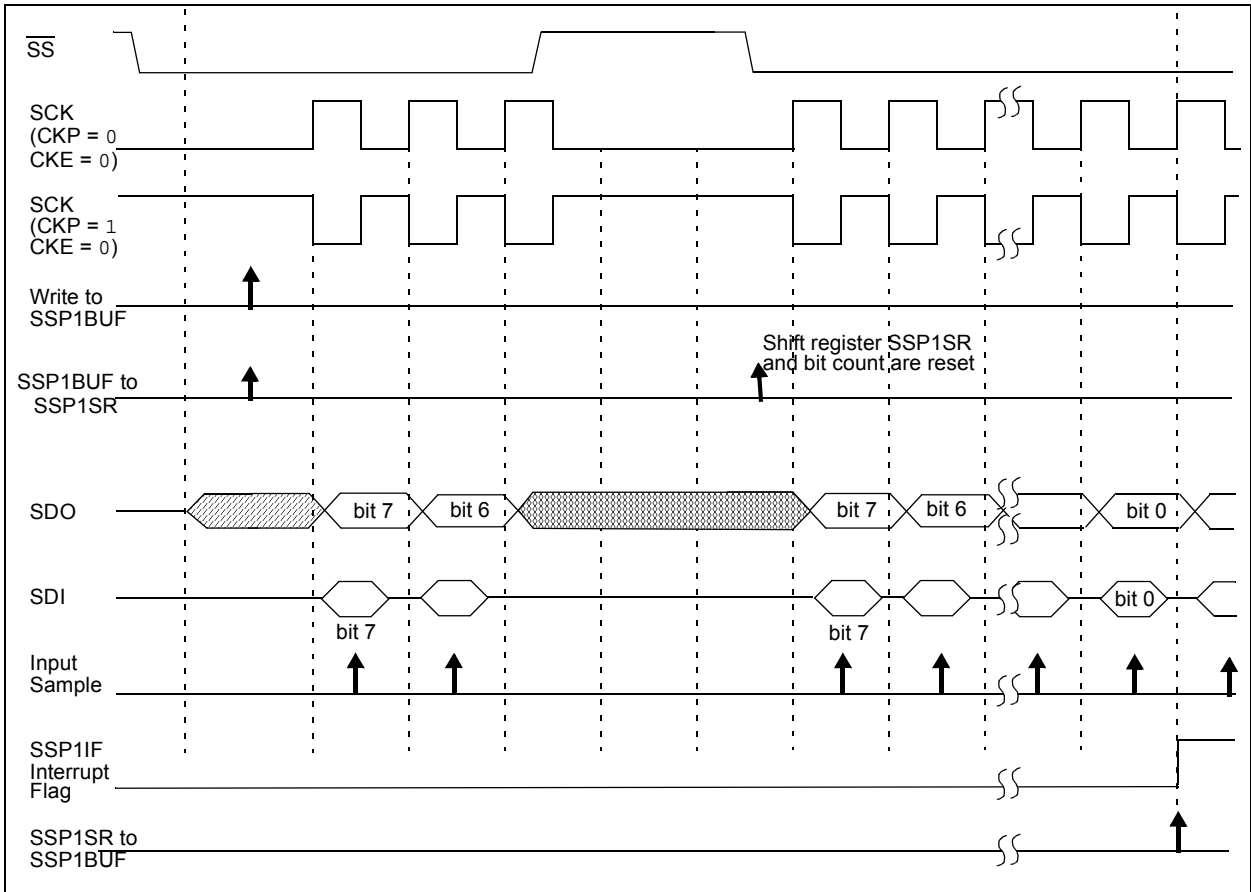 SS
SCK
(CKP = 0
CKE = 0)
SCK
(CKP = 1
CKE = 0)
Write to
SSP1BUF
Shift register SSP1SR
and bit count are reset
SSP1BUF to
SSP1SR
SDO
bit 7
bit 6
bit 7
bit 6
bit 0
SDI
bit 0
bit 7
bit 7
Input
Sample
SSP1IF
Interrupt
Flag
SSP1SR to
SSP1BUF